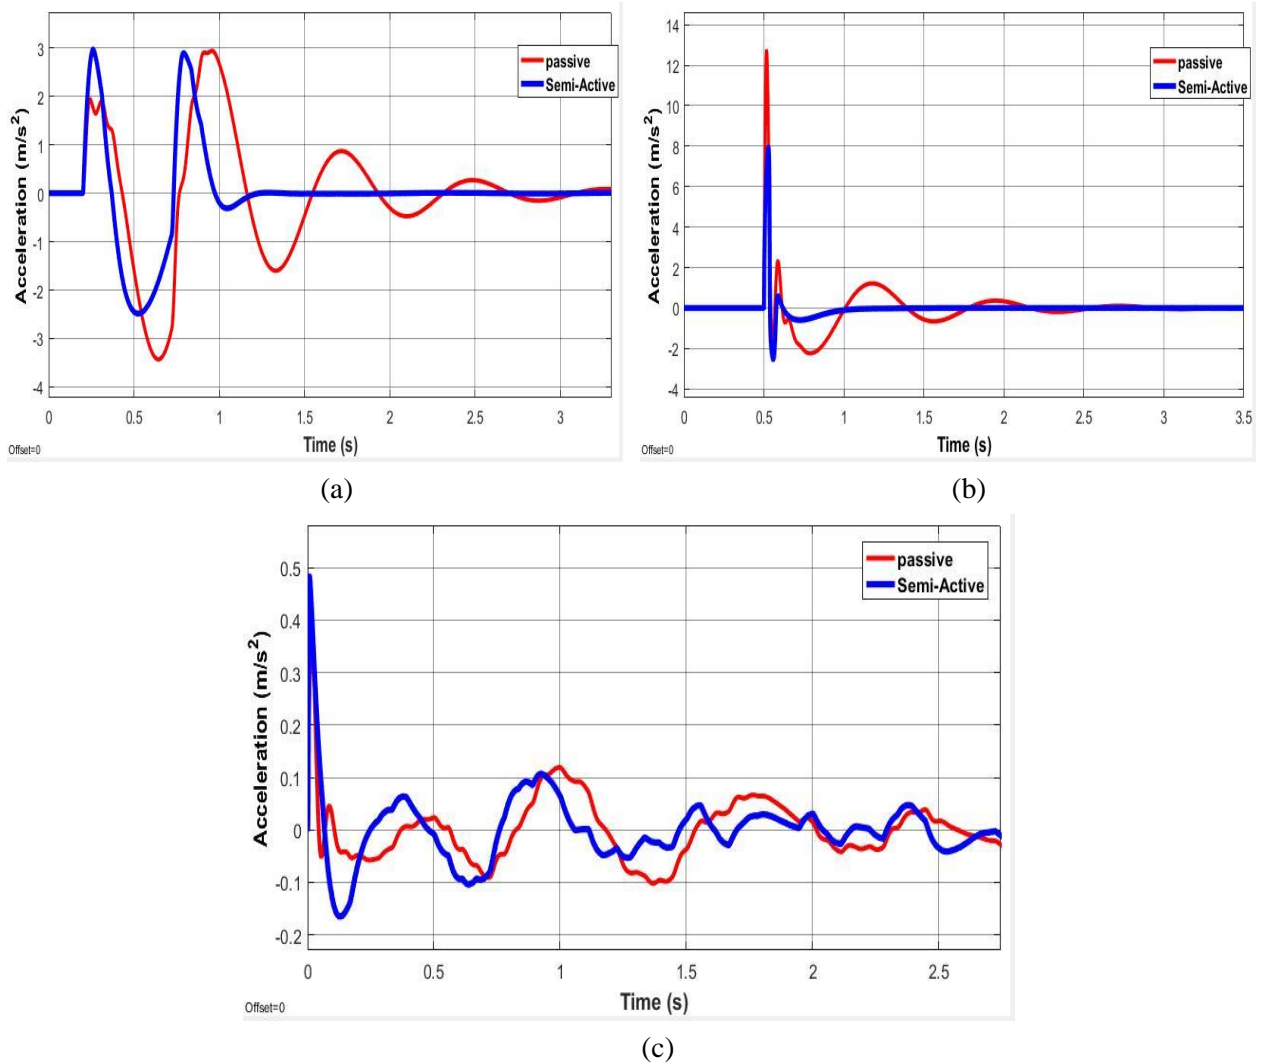 3
2
1
0
-1
-2
-3
-4
Acceleration (m/s²)
passive
Semi-Active
0 0.5 1 1.5 2 2.5 3
Time (s)
Offset=0
(a)
14
12
10
8
6
4
2
0
-2
-4
Acceleration (m/s²)
passive
Semi-Active
0 0.5 1 1.5 2 2.5 3 3.5
Time (s)
Offset=0
(b)
0.5
0.4
0.3
0.2
0.1
0
-0.1
-0.2
Acceleration (m/s²)
passive
Semi-Active
0 0.5 1 1.5 2 2.5
Time (s)
Offset=0
(c)